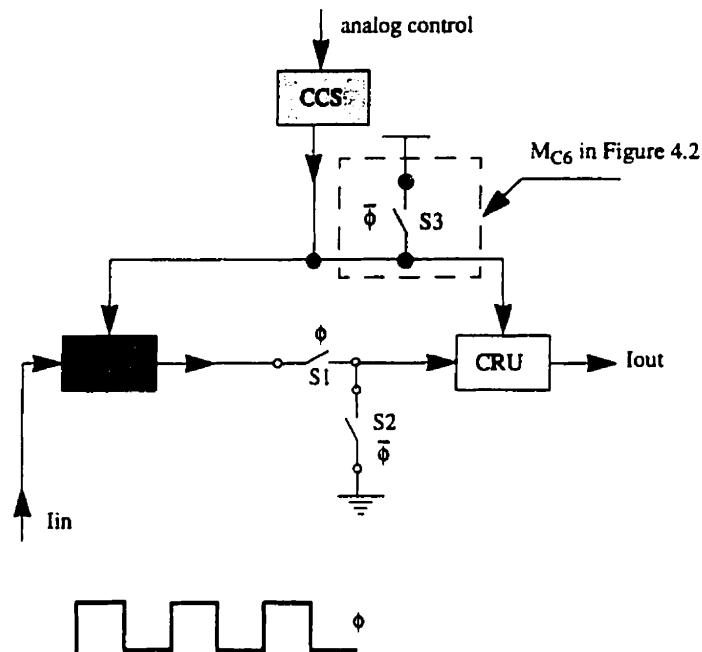 analog control
CCS
M_C6 in Figure 4.2
ϕ̅
S3
ϕ
S1
CRU
Iout
S2
ϕ̅
Iin
ϕ